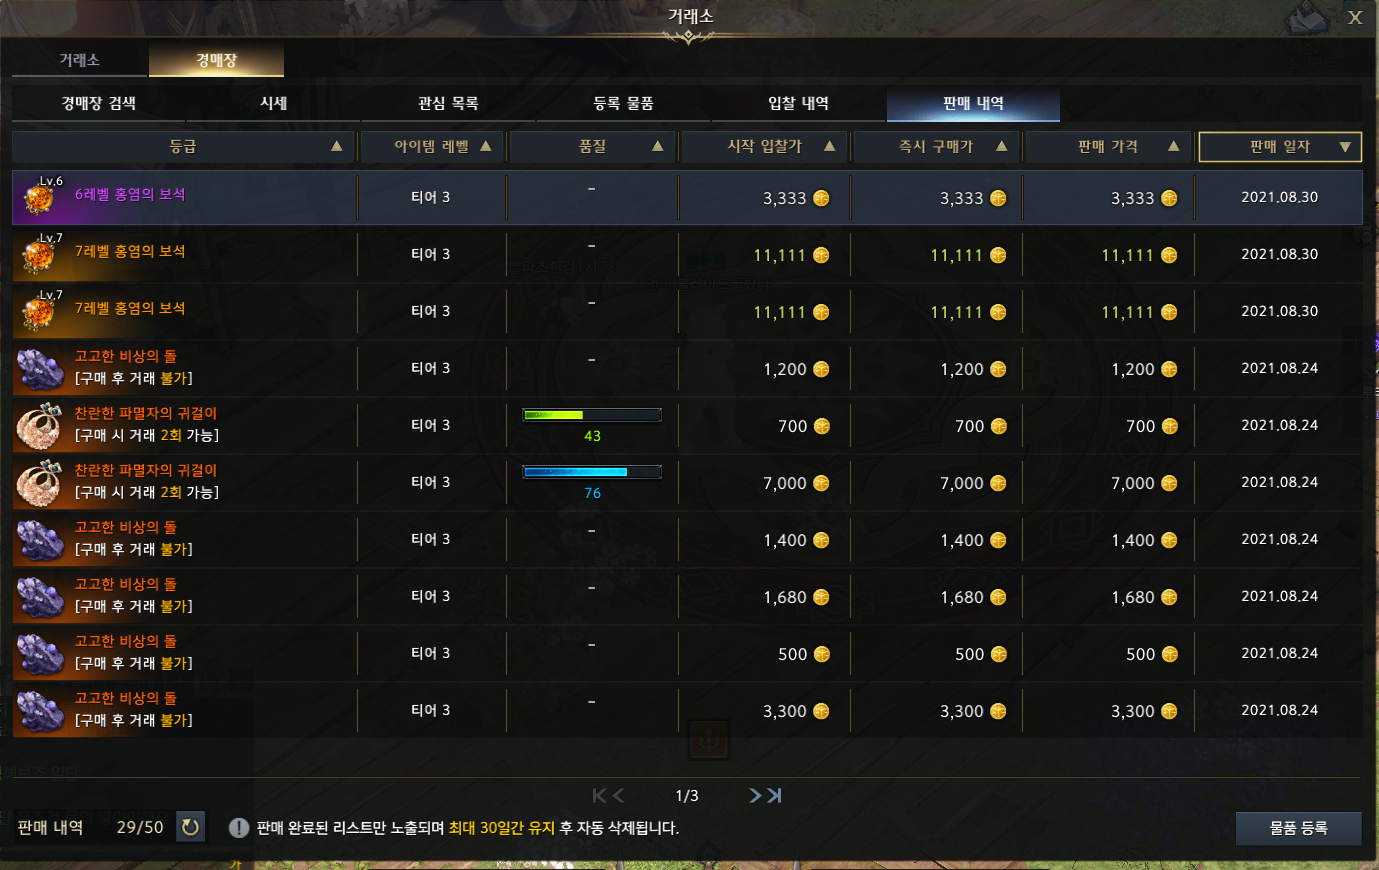 거래소
X
거래소 경매장
경매장 검색 시세 관심 목록 등록 물품 입찰 내역 판매 내역
등급 ▲ 아이템 레벨 ▲ 품질 ▲ 시작 입찰가 ▲ 즉시 구매가 ▲ 판매 가격 ▲ 판매 일자 ▼
Lv.6 6레벨 홍염의 보석 티어 3 - 3,333 3,333 3,333 2021.08.30
Lv.7 7레벨 홍염의 보석 티어 3 - 11,111 11,111 11,111 2021.08.30
Lv.7 7레벨 홍염의 보석 티어 3 - 11,111 11,111 11,111 2021.08.30
고고한 비상의 돌
[구매 후 거래 불가] 티어 3 - 1,200 1,200 1,200 2021.08.24
찬란한 파멸자의 귀걸이
[구매 시 거래 2회 가능] 티어 3 43 700 700 700 2021.08.24
찬란한 파멸자의 귀걸이
[구매 시 거래 2회 가능] 티어 3 76 7,000 7,000 7,000 2021.08.24
고고한 비상의 돌
[구매 후 거래 불가] 티어 3 - 1,400 1,400 1,400 2021.08.24
고고한 비상의 돌
[구매 후 거래 불가] 티어 3 - 1,680 1,680 1,680 2021.08.24
고고한 비상의 돌
[구매 후 거래 불가] 티어 3 - 500 500 500 2021.08.24
고고한 비상의 돌
[구매 후 거래 불가] 티어 3 - 3,300 3,300 3,300 2021.08.24
1/3
판매 내역 29/50 판매 완료된 리스트만 노출되며 최대 30일간 유지 후 자동 삭제됩니다. 물품 등록
가